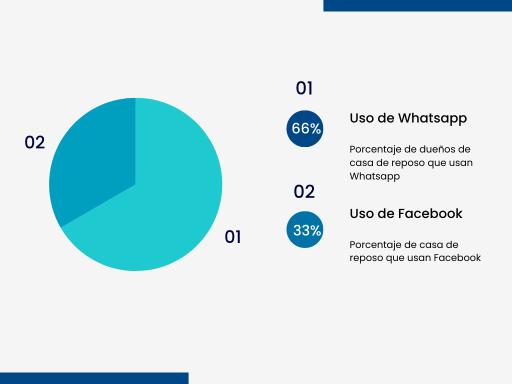 02
01
01
66%
Uso de Whatsapp
Porcentaje de dueños de
casa de reposo que usan
Whatsapp
02
33%
Uso de Facebook
Porcentaje de casa de
reposo que usan Facebook